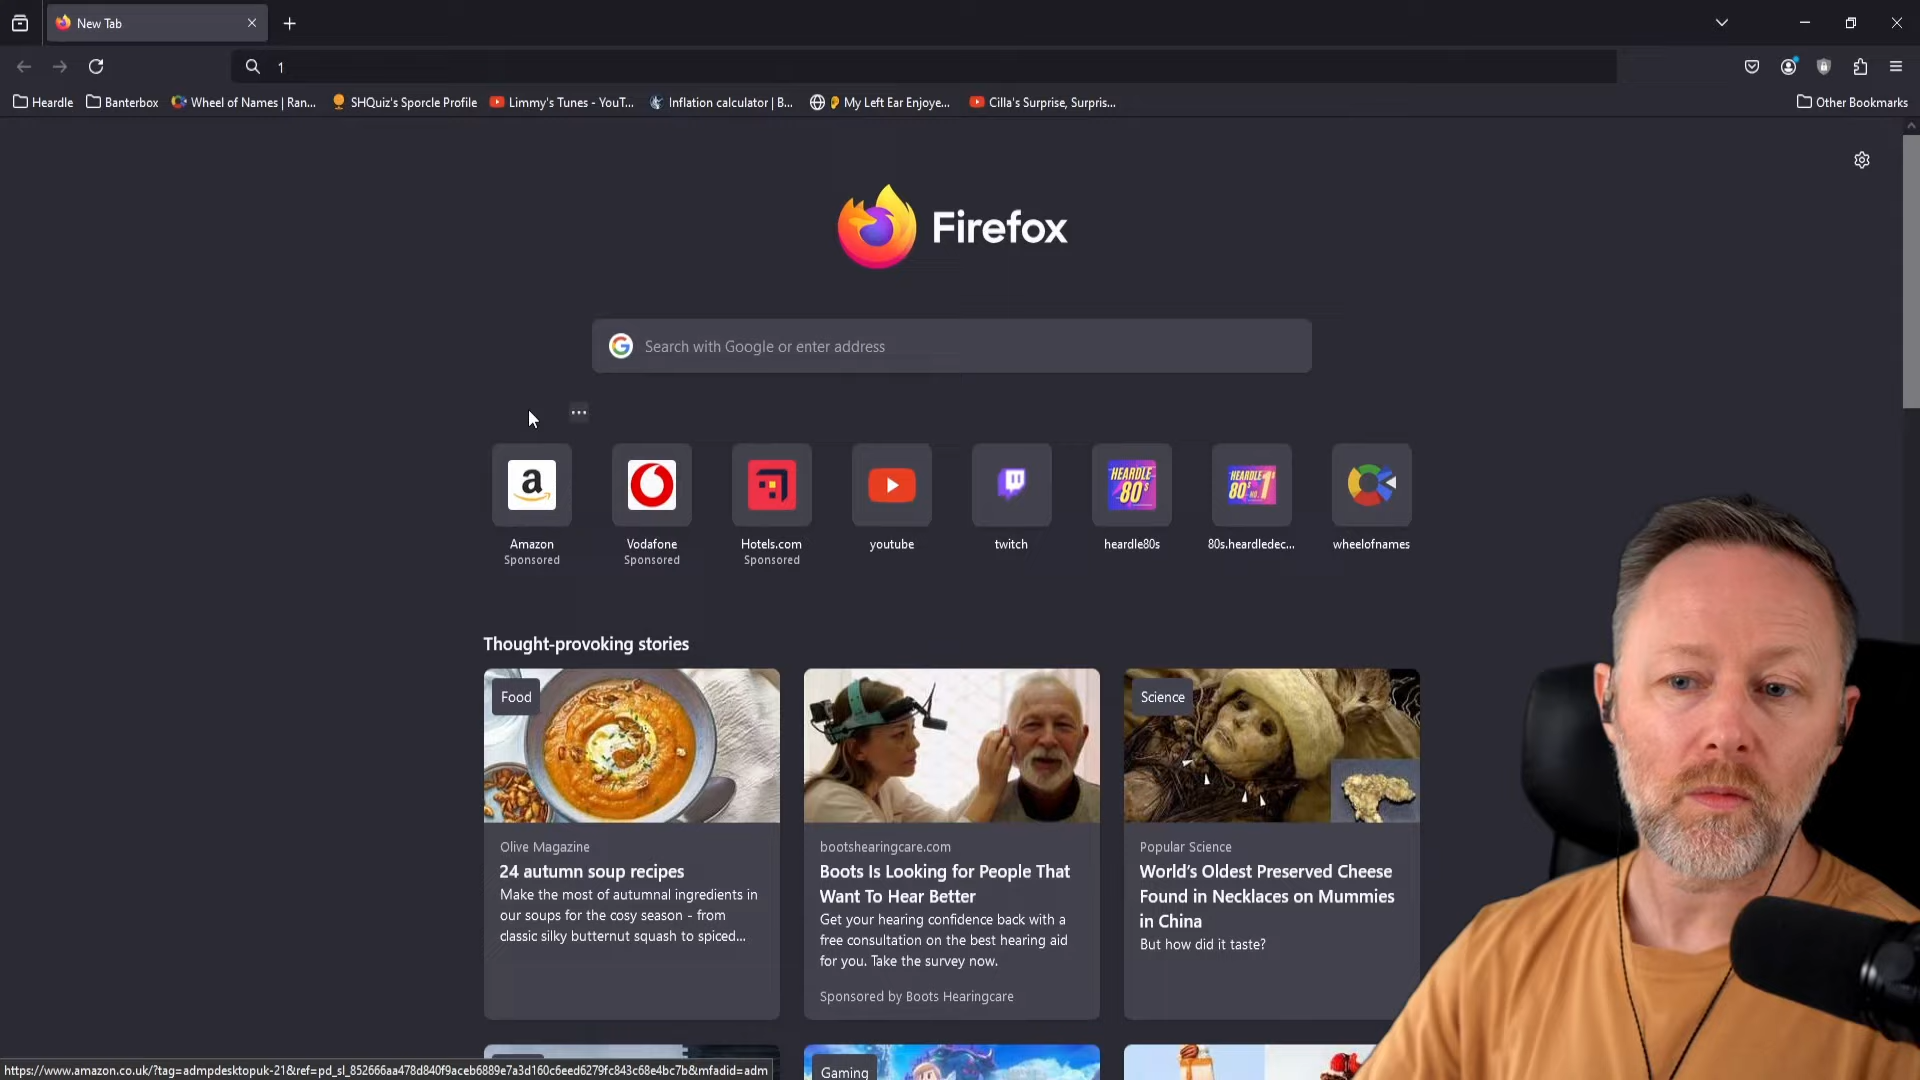 New Tab
1
Heardle
Banterbox
Wheel of Names | Ran...
SHQuiz's Sporcle Profile
Limmy's Tunes - YouT...
Inflation calculator | B...
My Left Ear Enjoye...
Cilla's Surprise, Surpris...
Other Bookmarks
Firefox
Search with Google or enter address
a
HEARDLE 80'S
HEARDLE 80'S NO.1'S
Amazon
Sponsored
Vodafone
Sponsored
Hotels.com
Sponsored
youtube
twitch
heardle80s
80s.heardledec...
wheelofnames
Thought-provoking stories
Food
Olive Magazine
24 autumn soup recipes
Make the most of autumnal ingredients in
our soups for the cosy season - from
classic silky butternut squash to spiced...
bootshearingcare.com
Boots Is Looking for People That
Want To Hear Better
Get your hearing confidence back with a
free consultation on the best hearing aid
for you. Take the survey now.
Sponsored by Boots Hearingcare
Science
Popular Science
World's Oldest Preserved Cheese
Found in Necklaces on Mummies
in China
But how did it taste?
Gaming
https://www.amazon.co.uk/?tag=admpdesktopuk-21&ref=pd_sl_852666aa478d840f9aceb6889e7a3d160c6eed6279fc843c68e4bc7b&mfadid=adm